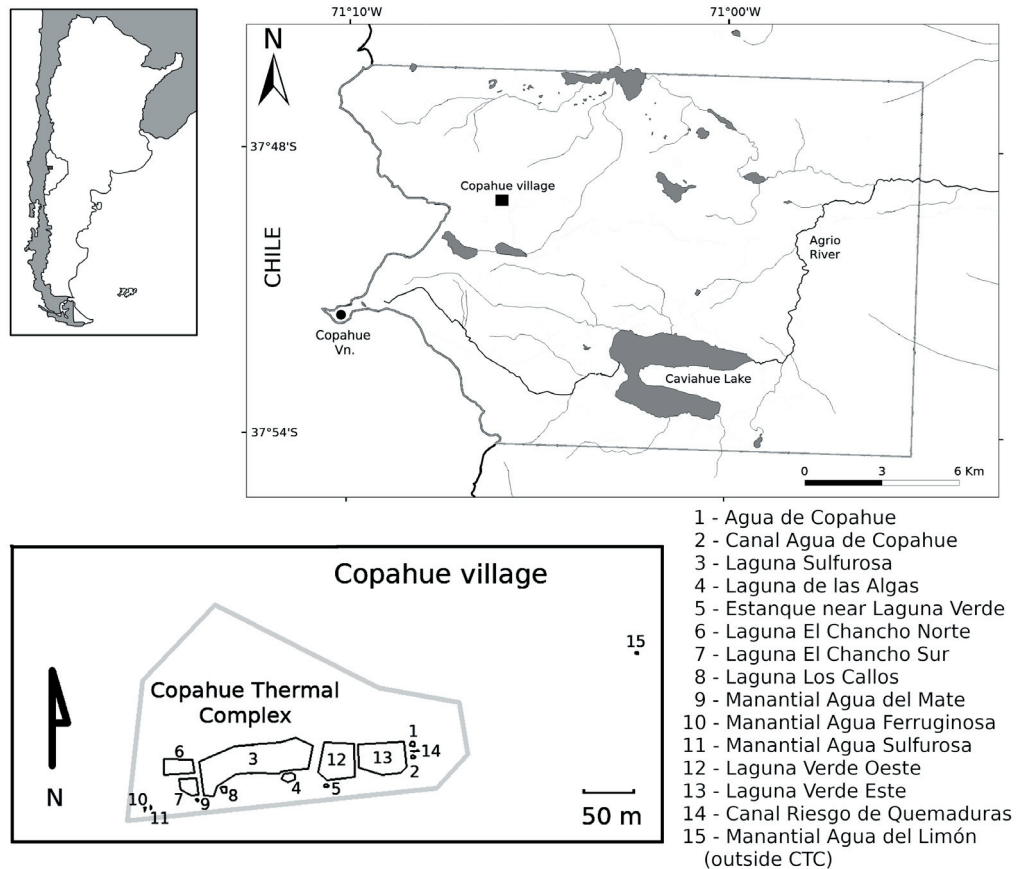 71°10'W
71°00'W
N
37°48'S
Copahue village
CHILE
Agrio
River
Copahue
Vn.
Caviahue Lake
37°54'S
0 3 6 Km
Copahue village
15
Copahue Thermal
Complex
1
6
3
12
13
14
2
4
5
7
8
9
10
11
N
50 m
1 - Agua de Copahue
2 - Canal Agua de Copahue
3 - Laguna Sulfurosa
4 - Laguna de las Algas
5 - Estanque near Laguna Verde
6 - Laguna El Chancho Norte
7 - Laguna El Chancho Sur
8 - Laguna Los Callos
9 - Manantial Agua del Mate
10 - Manantial Agua Ferruginosa
11 - Manantial Agua Sulfurosa
12 - Laguna Verde Oeste
13 - Laguna Verde Este
14 - Canal Riesgo de Quemaduras
15 - Manantial Agua del Limón
(outside CTC)